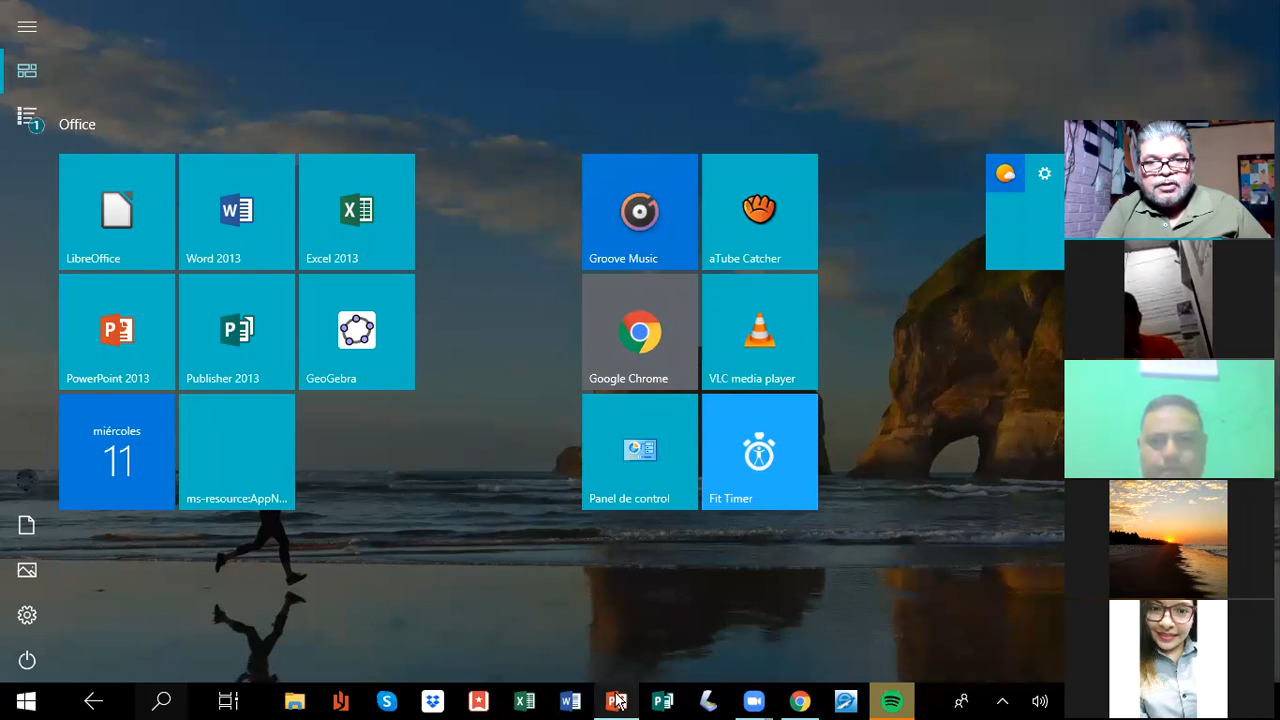 Office
LibreOffice
Word 2013
Excel 2013
Groove Music
aTube Catcher
PowerPoint 2013
Publisher 2013
GeoGebra
Google Chrome
VLC media player
miércoles
11
ms-resource:AppN...
Panel de control
Fit Timer
1